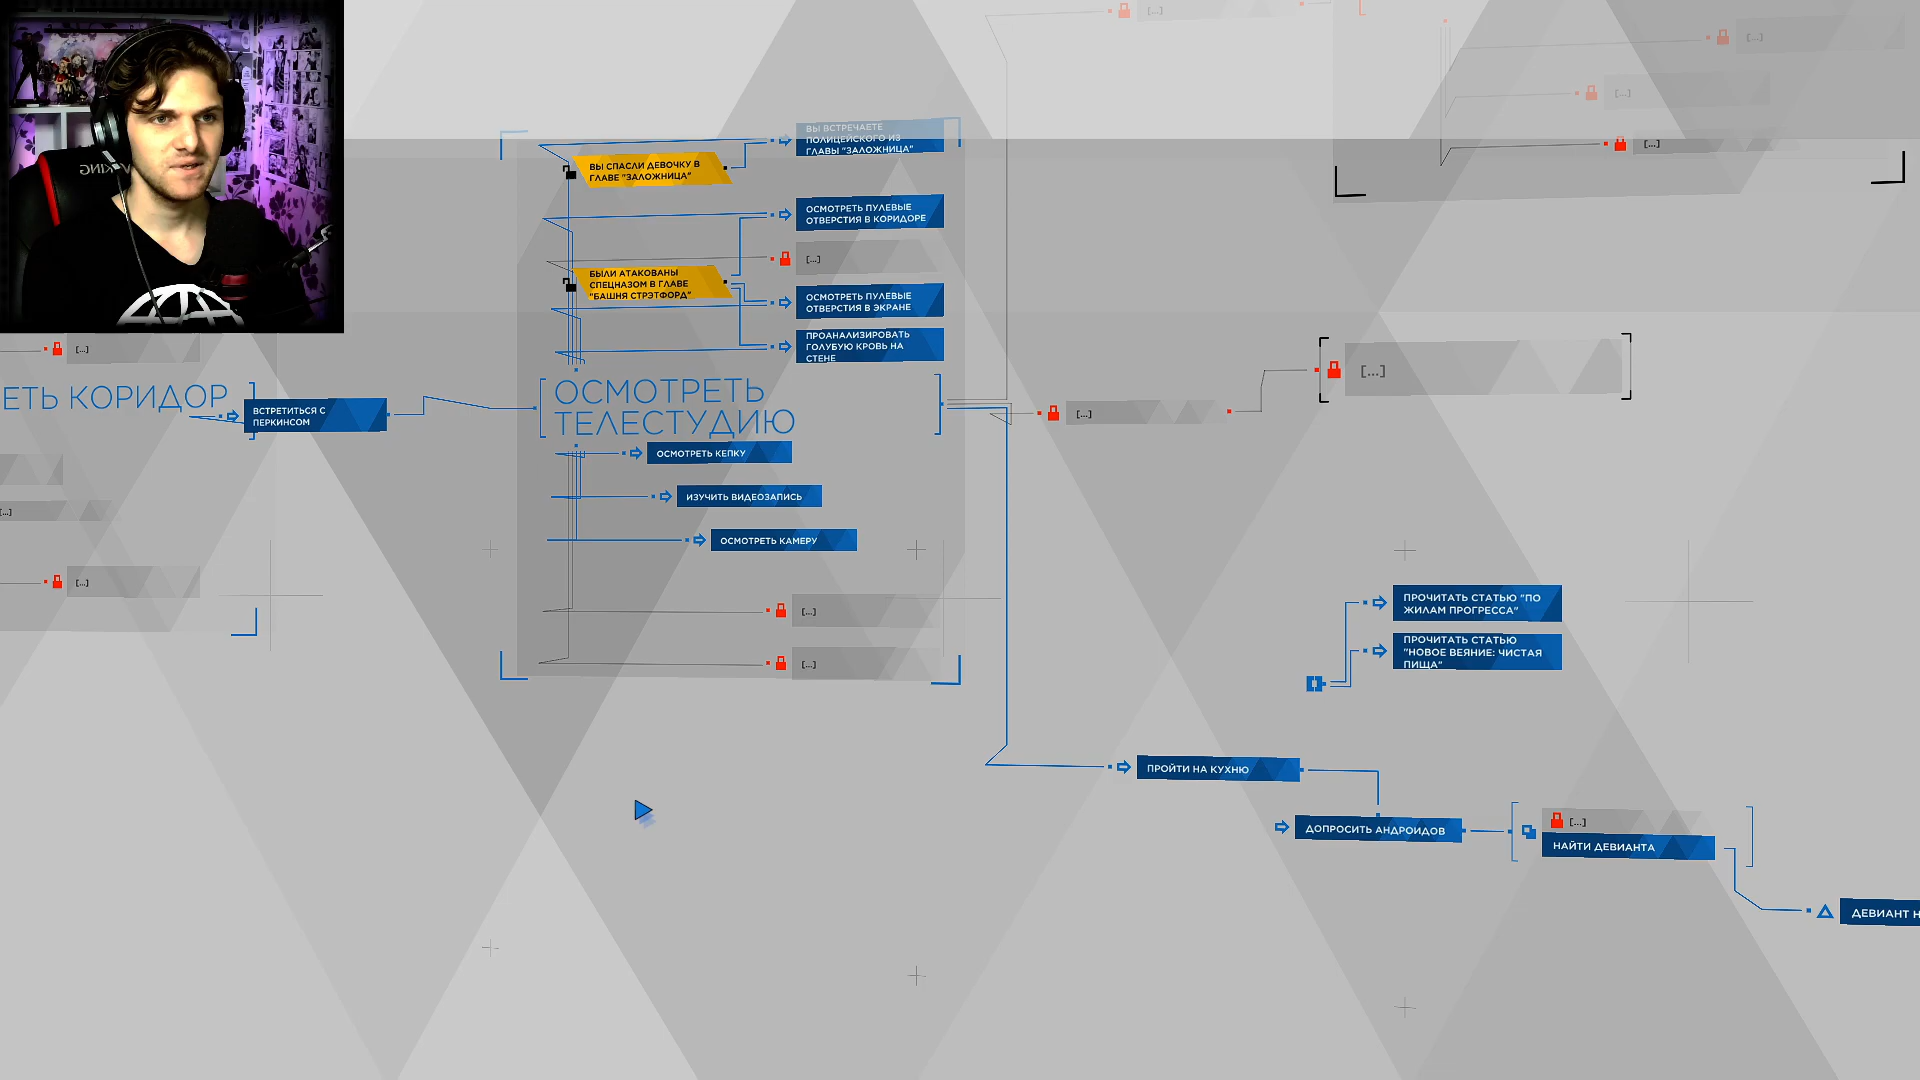 [...]
[...]
[...]
[...]
ВЫ ВСТРЕЧАЕТЕ
ПОЛИЦЕЙСКОГО ИЗ
ГЛАВЫ "ЗАЛОЖНИЦА"
ВЫ СПАСЛИ ДЕВОЧКУ В
ГЛАВЕ "ЗАЛОЖНИЦА"
ОСМОТРЕТЬ ПУЛЕВЫЕ
ОТВЕРСТИЯ В КОРИДОРЕ
[...]
БЫЛИ АТАКОВАНЫ
СПЕЦНАЗОМ В ГЛАВЕ
"БАШНЯ СТРЭТФОРД"
ОСМОТРЕТЬ ПУЛЕВЫЕ
ОТВЕРСТИЯ В ЭКРАНЕ
ПРОАНАЛИЗИРОВАТЬ
ГОЛУБУЮ КРОВЬ НА
СТЕНЕ
[...]
[...]
ЕТЬ КОРИДОР
ВСТРЕТИТЬСЯ С
ПЕРКИНСОМ
ОСМОТРЕТЬ
ТЕЛЕСТУДИЮ
[...]
ОСМОТРЕТЬ КЕПКУ
ИЗУЧИТЬ ВИДЕОЗАПИСЬ
[...]
ОСМОТРЕТЬ КАМЕРУ
[...]
[...]
[...]
ПРОЧИТАТЬ СТАТЬЮ "ПО
ЖИЛАМ ПРОГРЕССА"
ПРОЧИТАТЬ СТАТЬЮ
"НОВОЕ ВЕЯНИЕ: ЧИСТАЯ
ПИЩА"
ПРОЙТИ НА КУХНЮ
ДОПРОСИТЬ АНДРОИДОВ
[...]
НАЙТИ ДЕВИАНТА
ДЕВИАНТ Н